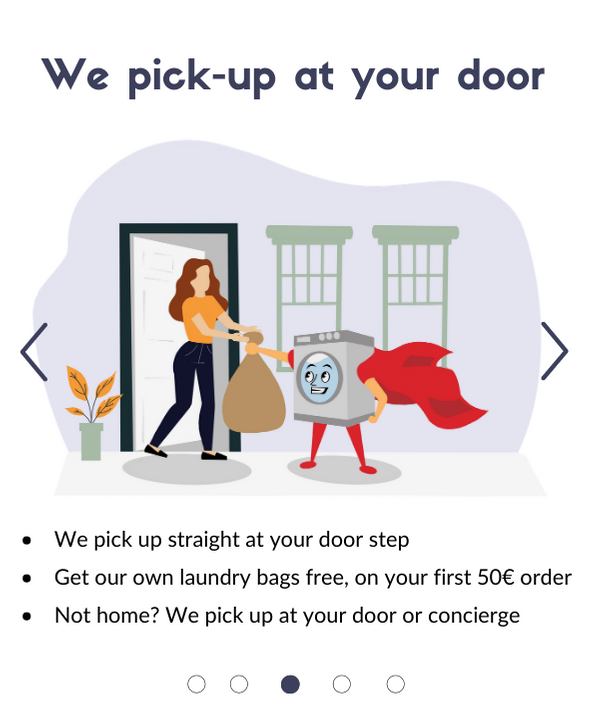 We pick-up at your door
• We pick up straight at your door step
• Get our own laundry bags free, on your first 50€ order
• Not home? We pick up at your door or concierge